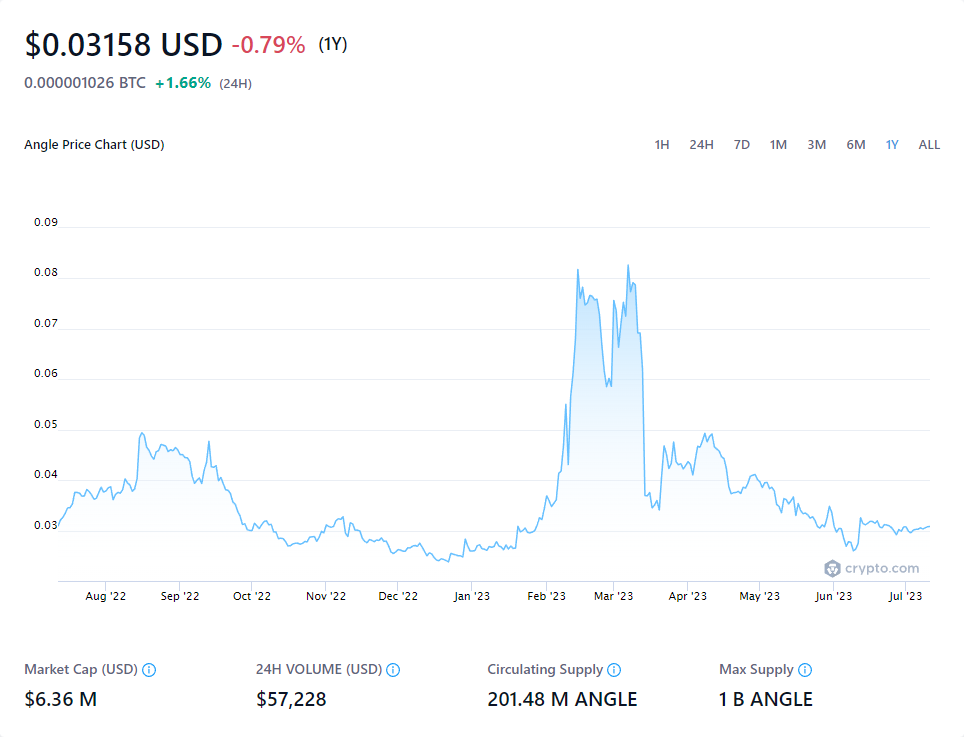 $0.03158 USD -0.79% (1Y)
0.000001026 BTC +1.66% (24H)
Angle Price Chart (USD) 1H 24H 7D 1M 3M 6M 1Y ALL
0.09
0.08
0.07
0.06
0.05
0.04
0.03
crypto.com
Aug '22 Sep '22 Oct '22 Nov '22 Dec '22 Jan '23 Feb '23 Mar '23 Apr '23 May '23 Jun '23 Jul '23
Market Cap (USD) 24H VOLUME (USD) Circulating Supply Max Supply
$6.36 M $57,228 201.48 M ANGLE 1 B ANGLE